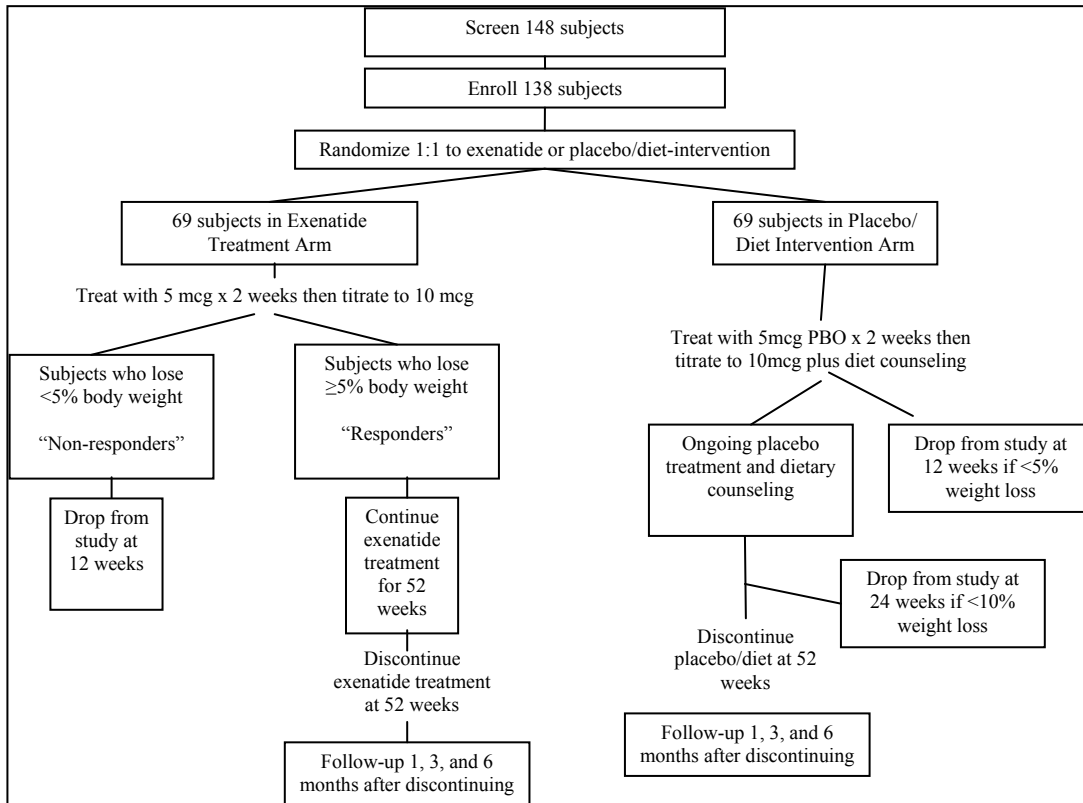 Screen 148 subjects
Enroll 138 subjects
Randomize 1:1 to exenatide or placebo/diet-intervention
69 subjects in Exenatide
Treatment Arm
69 subjects in Placebo/
Diet Intervention Arm
Treat with 5 mcg x 2 weeks then titrate to 10 mcg
Treat with 5mcg PBO x 2 weeks then
titrate to 10mcg plus diet counseling
Subjects who lose
<5% body weight
“Non-responders”
Subjects who lose
≥5% body weight
“Responders”
Ongoing placebo
treatment and dietary
counseling
Drop from study at
12 weeks if <5%
weight loss
Drop from
study at
12 weeks
Continue
exenatide
treatment
for 52
weeks
Drop from study at
24 weeks if <10%
weight loss
Discontinue
exenatide treatment
at 52 weeks
Discontinue
placebo/diet at 52
weeks
Follow-up 1, 3, and 6
months after discontinuing
Follow-up 1, 3, and 6
months after discontinuing